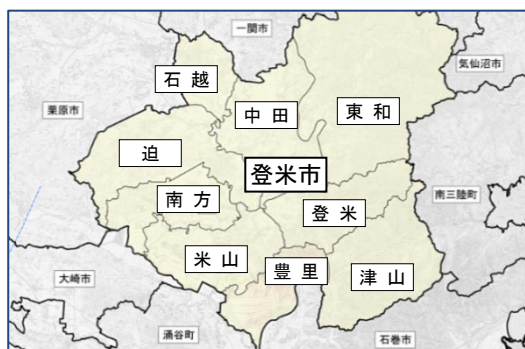 一関市
気仙沼市
石越
栗原市
中田
東和
迫
登米市
南方
南三陸町
登米
米山
豊里
津山
大崎市
涌谷町
石巻市